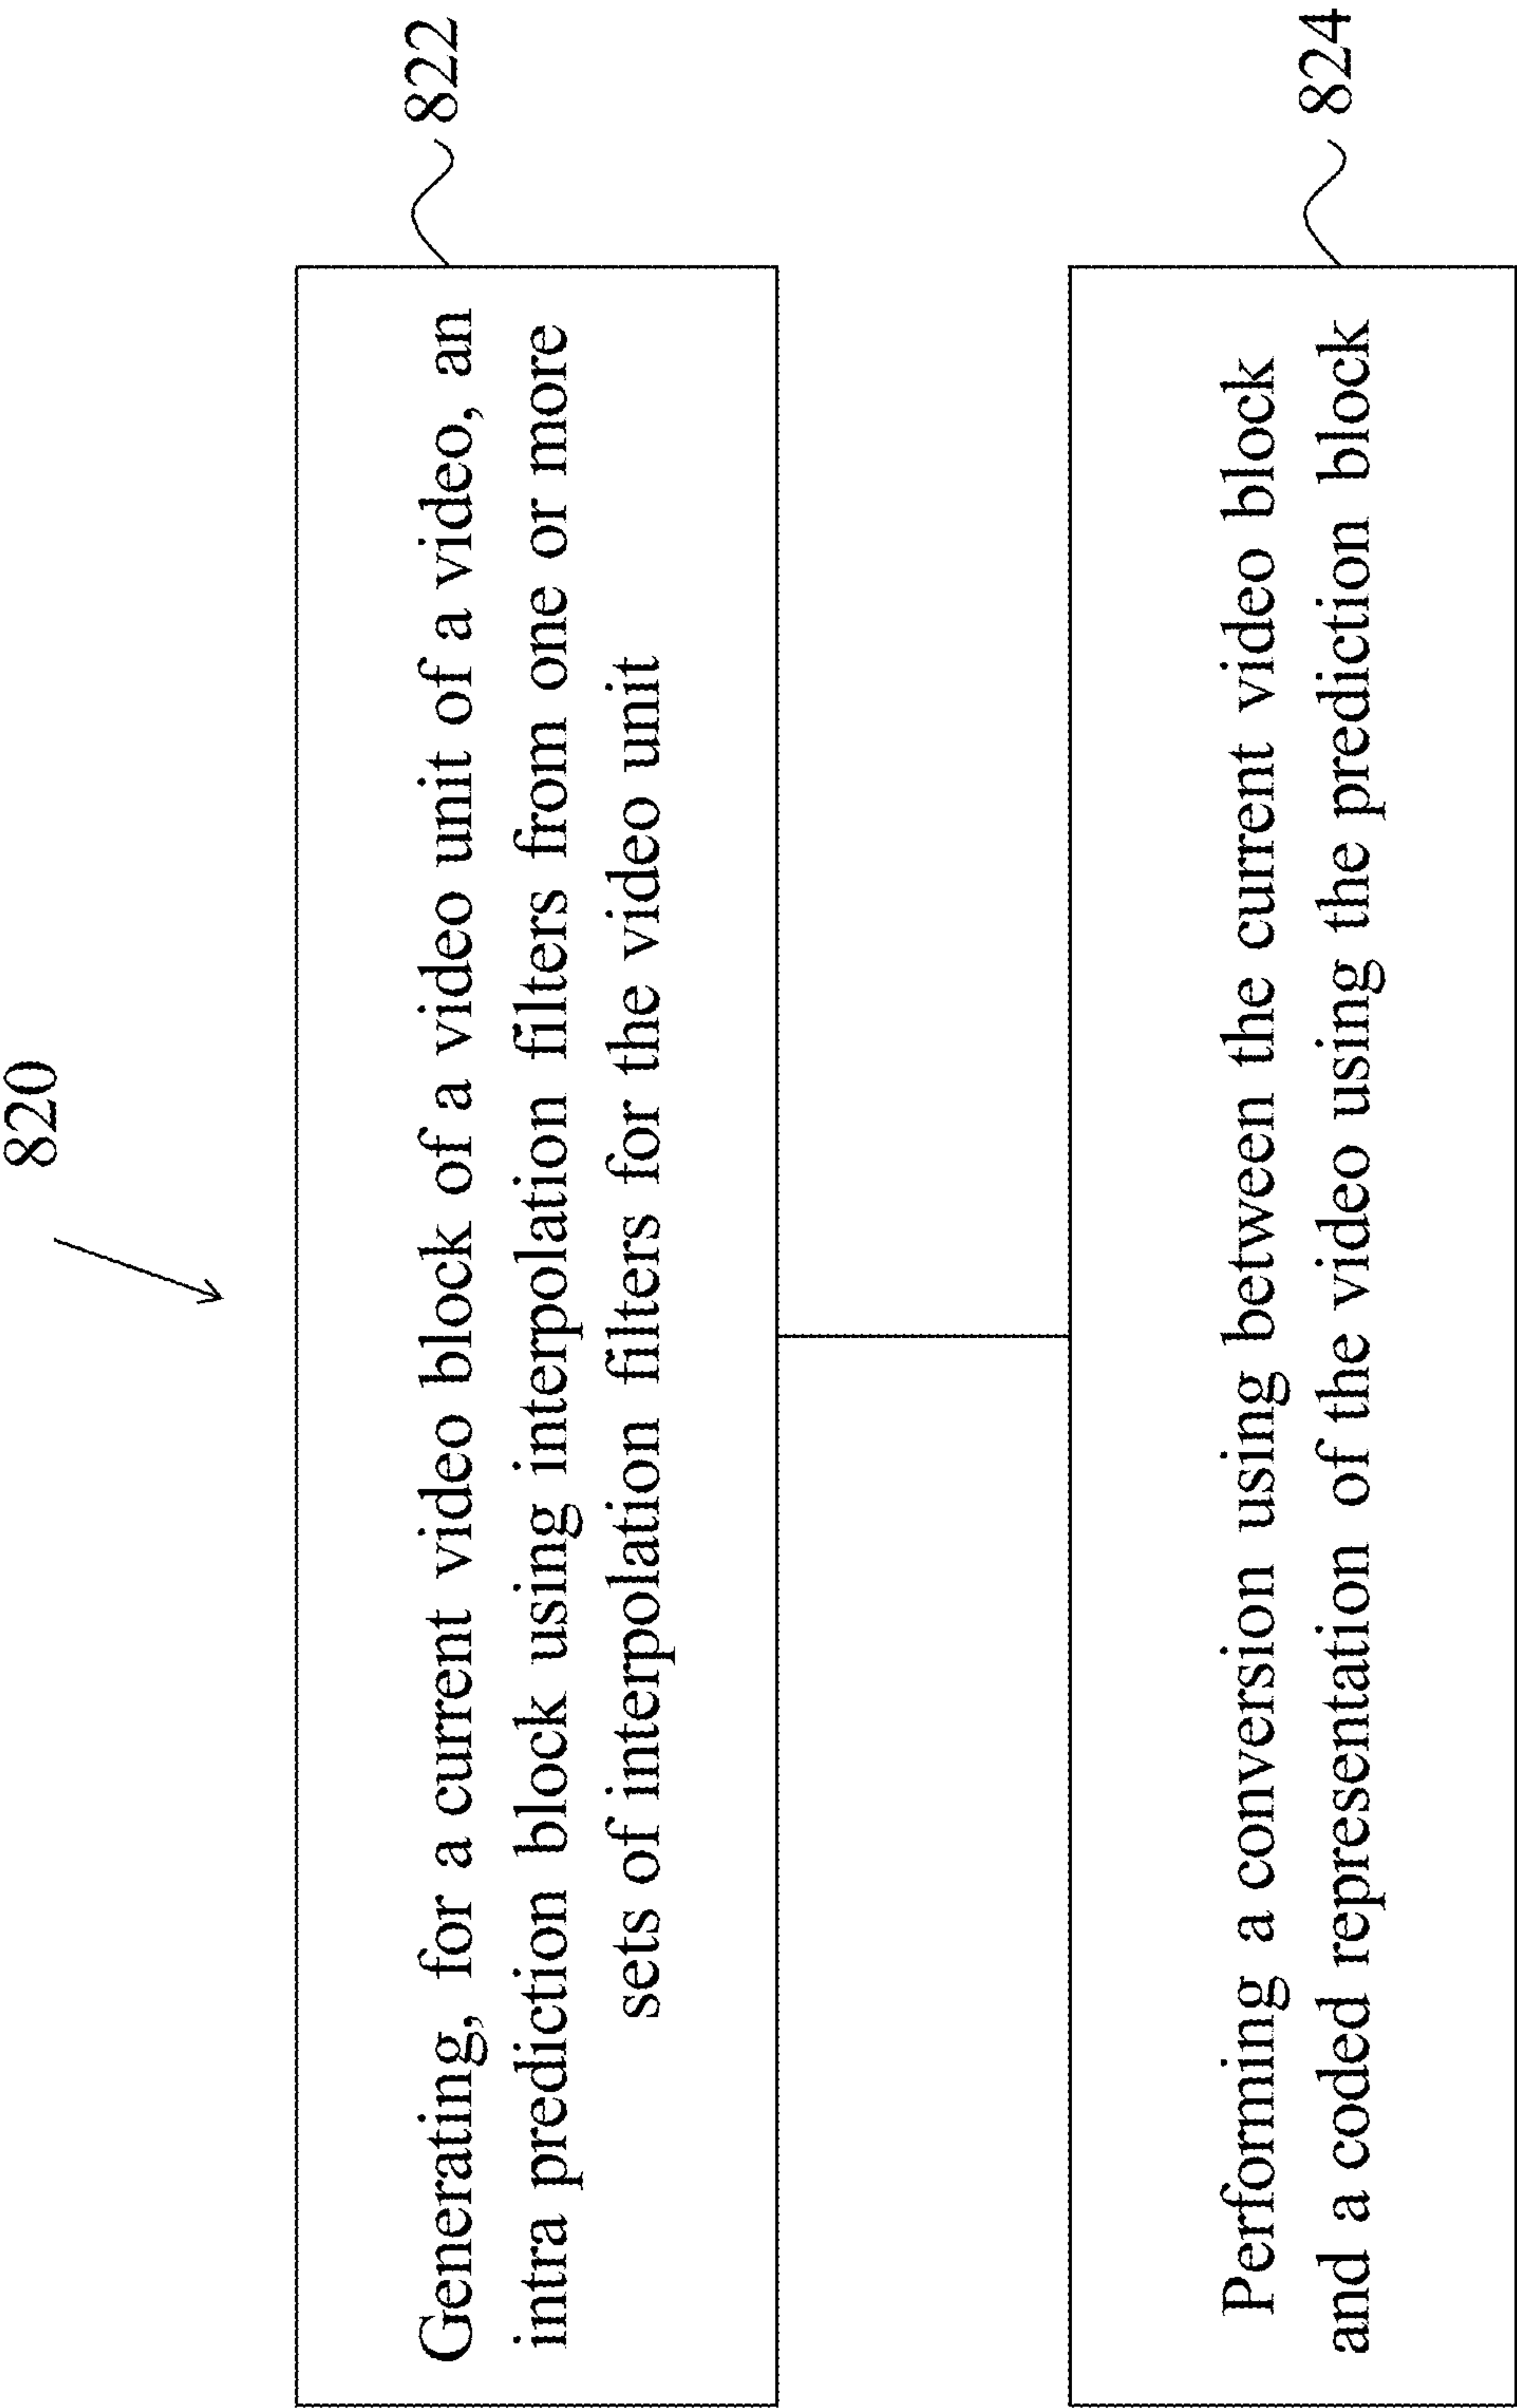 820
822
Generating, for a current video block of a video unit of a video, an
intra prediction block using interpolation filters from one or more
sets of interpolation filters for the video unit
824
Performing a conversion using between the current video block
and a coded representation of the video using the prediction block